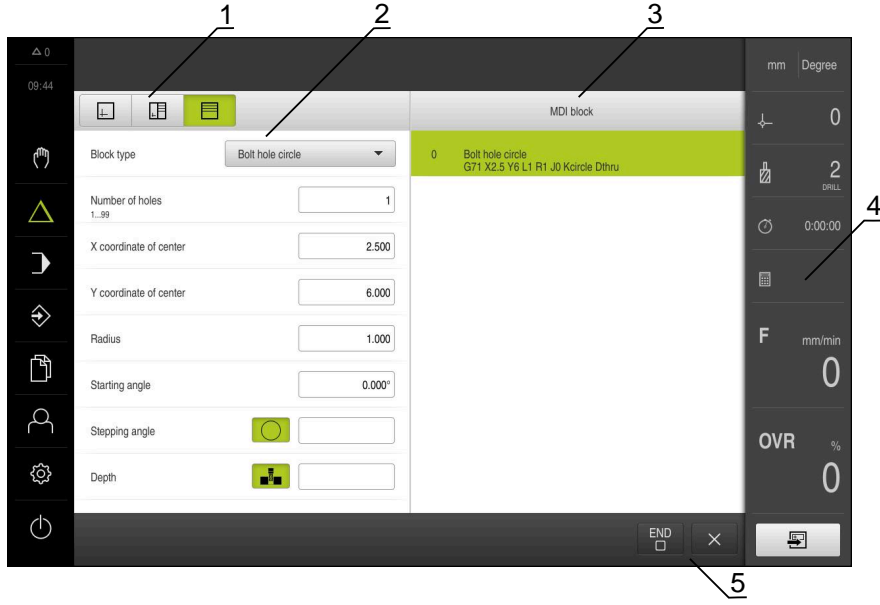 1
2
3
0
09:44
mm Degree
MDI block
0
Block type
Bolt hole circle
0 Bolt hole circle
G71 X2.5 Y6 L1 R1 J0 Kcircle Dthru
2
DRILL
Number of holes
1...99
1
4
X coordinate of center
2.500
0:00:00
Y coordinate of center
6.000
Radius
1.000
F mm/min
0
Starting angle
0.000°
Stepping angle
OVR %
0
Depth
END
5